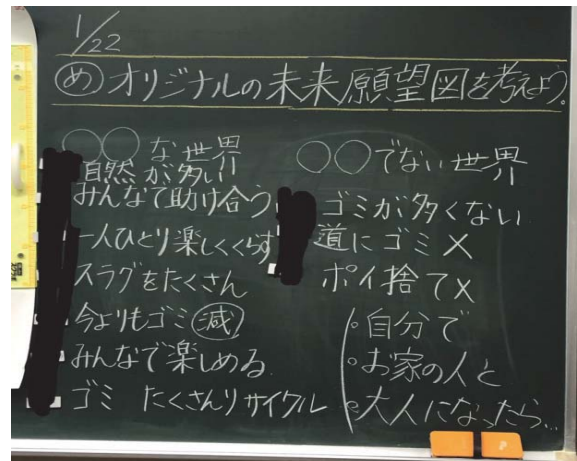 1/22
め オリジナルの未来願望図を考えよう。
○○な世界
自然が多い
みんなで助け合う
一人ひとり楽しくくらす
スラグをたくさん
今よりもゴミ減
みんなで楽しめる
ゴミ たくさんリサイクル
○○でない世界
ゴミが多くない
道にゴミ×
ポイ捨て×
○自分で
○お家の人と
○大人になったら…